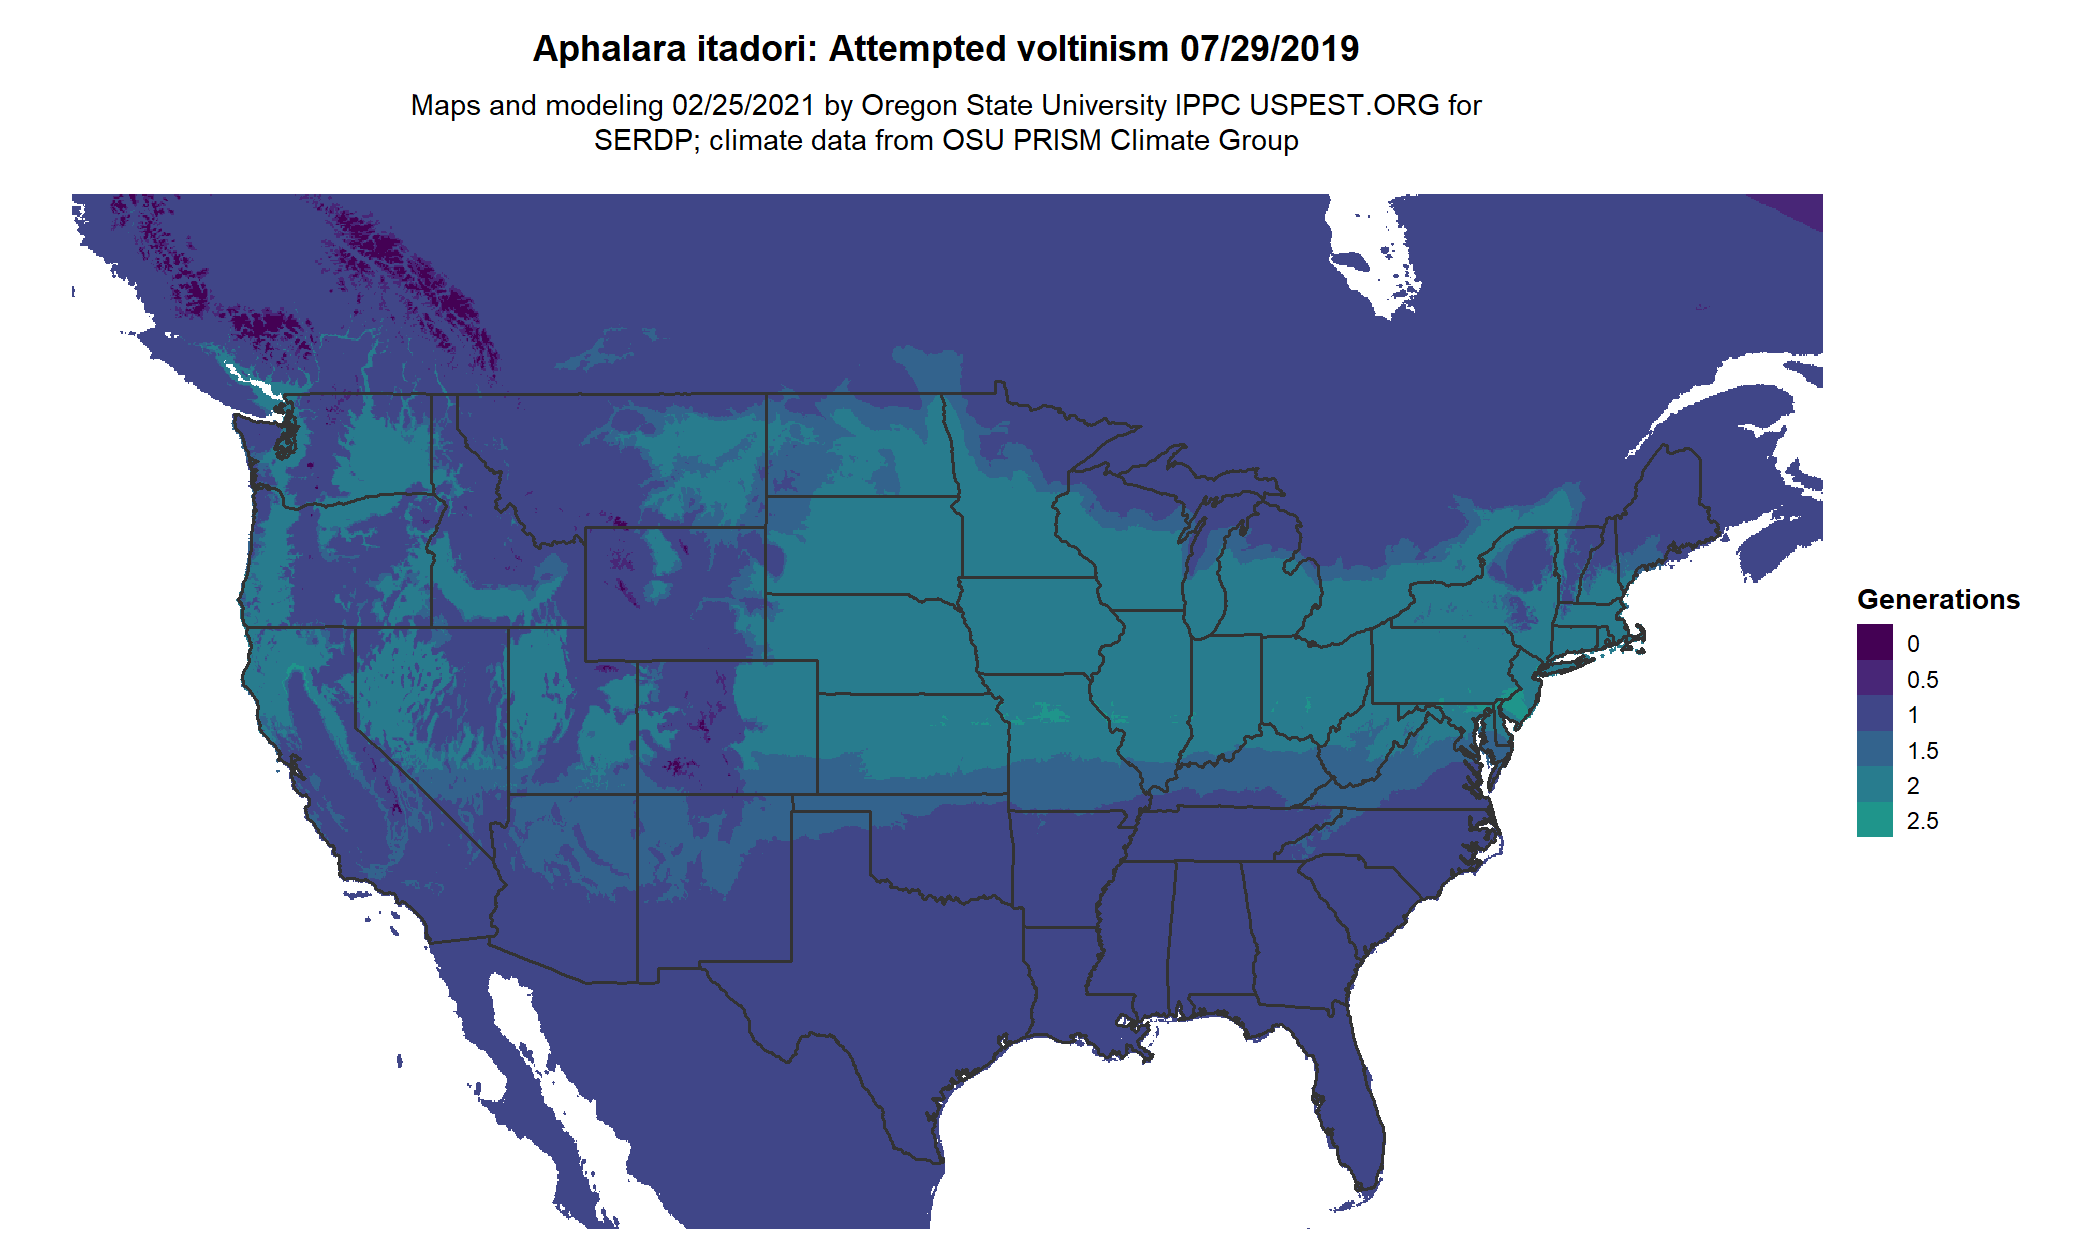 Aphalara itadori: Attempted voltinism 07/29/2019
Maps and modeling 02/25/2021 by Oregon State University IPPC USPEST.ORG for
SERDP; climate data from OSU PRISM Climate Group
Generations
0
0.5
1
1.5
2
2.5